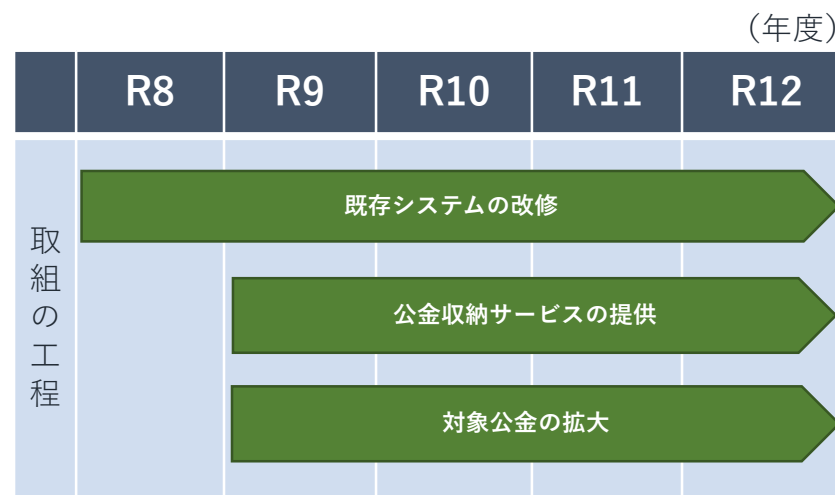 （年度）
R8 R9 R10 R11 R12
取組の工程
既存システムの改修
公金収納サービスの提供
対象公金の拡大